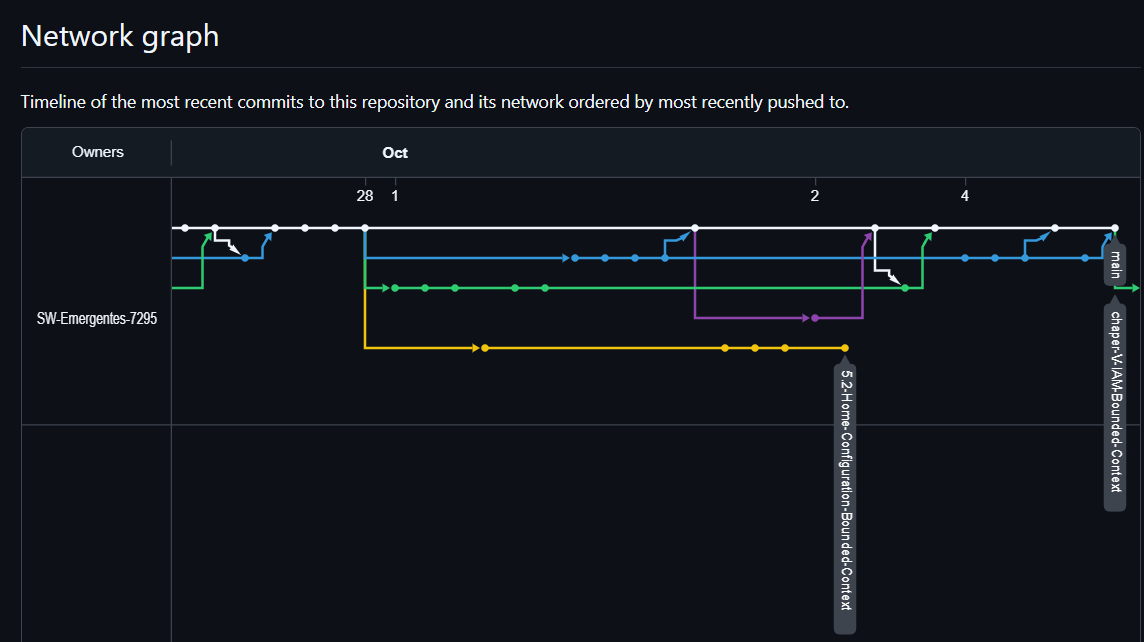 Network graph
Timeline of the most recent commits to this repository and its network ordered by most recently pushed to.
Owners
Oct
28 1 2 4
SW-Emergentes-7295
main
chaper-V-IAM-Bounded-Context
5.2-Home-Configuration-Bounded-Context